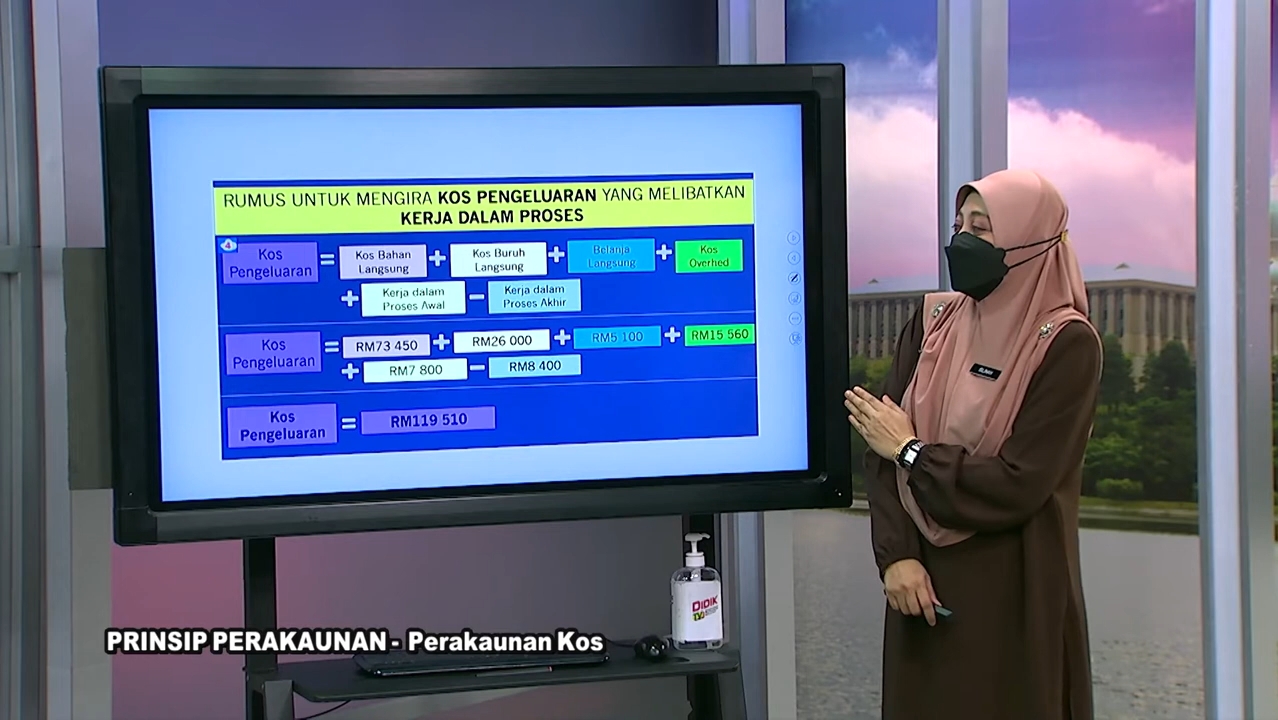 RUMUS UNTUK MENGIRA KOS PENGELUARAN YANG MELIBATKAN
KERJA DALAM PROSES
Kos Pengeluaran = Kos Bahan Langsung + Kos Buruh Langsung + Belanja Langsung + Kos Overhed
+ Kerja dalam Proses Awal − Kerja dalam Proses Akhir
Kos Pengeluaran = RM73 450 + RM26 000 + RM5 100 + RM15 560
+ RM7 800 − RM8 400
Kos Pengeluaran = RM119 510
DIDIK
TV
PRINSIP PERAKAUNAN - Perakaunan Kos